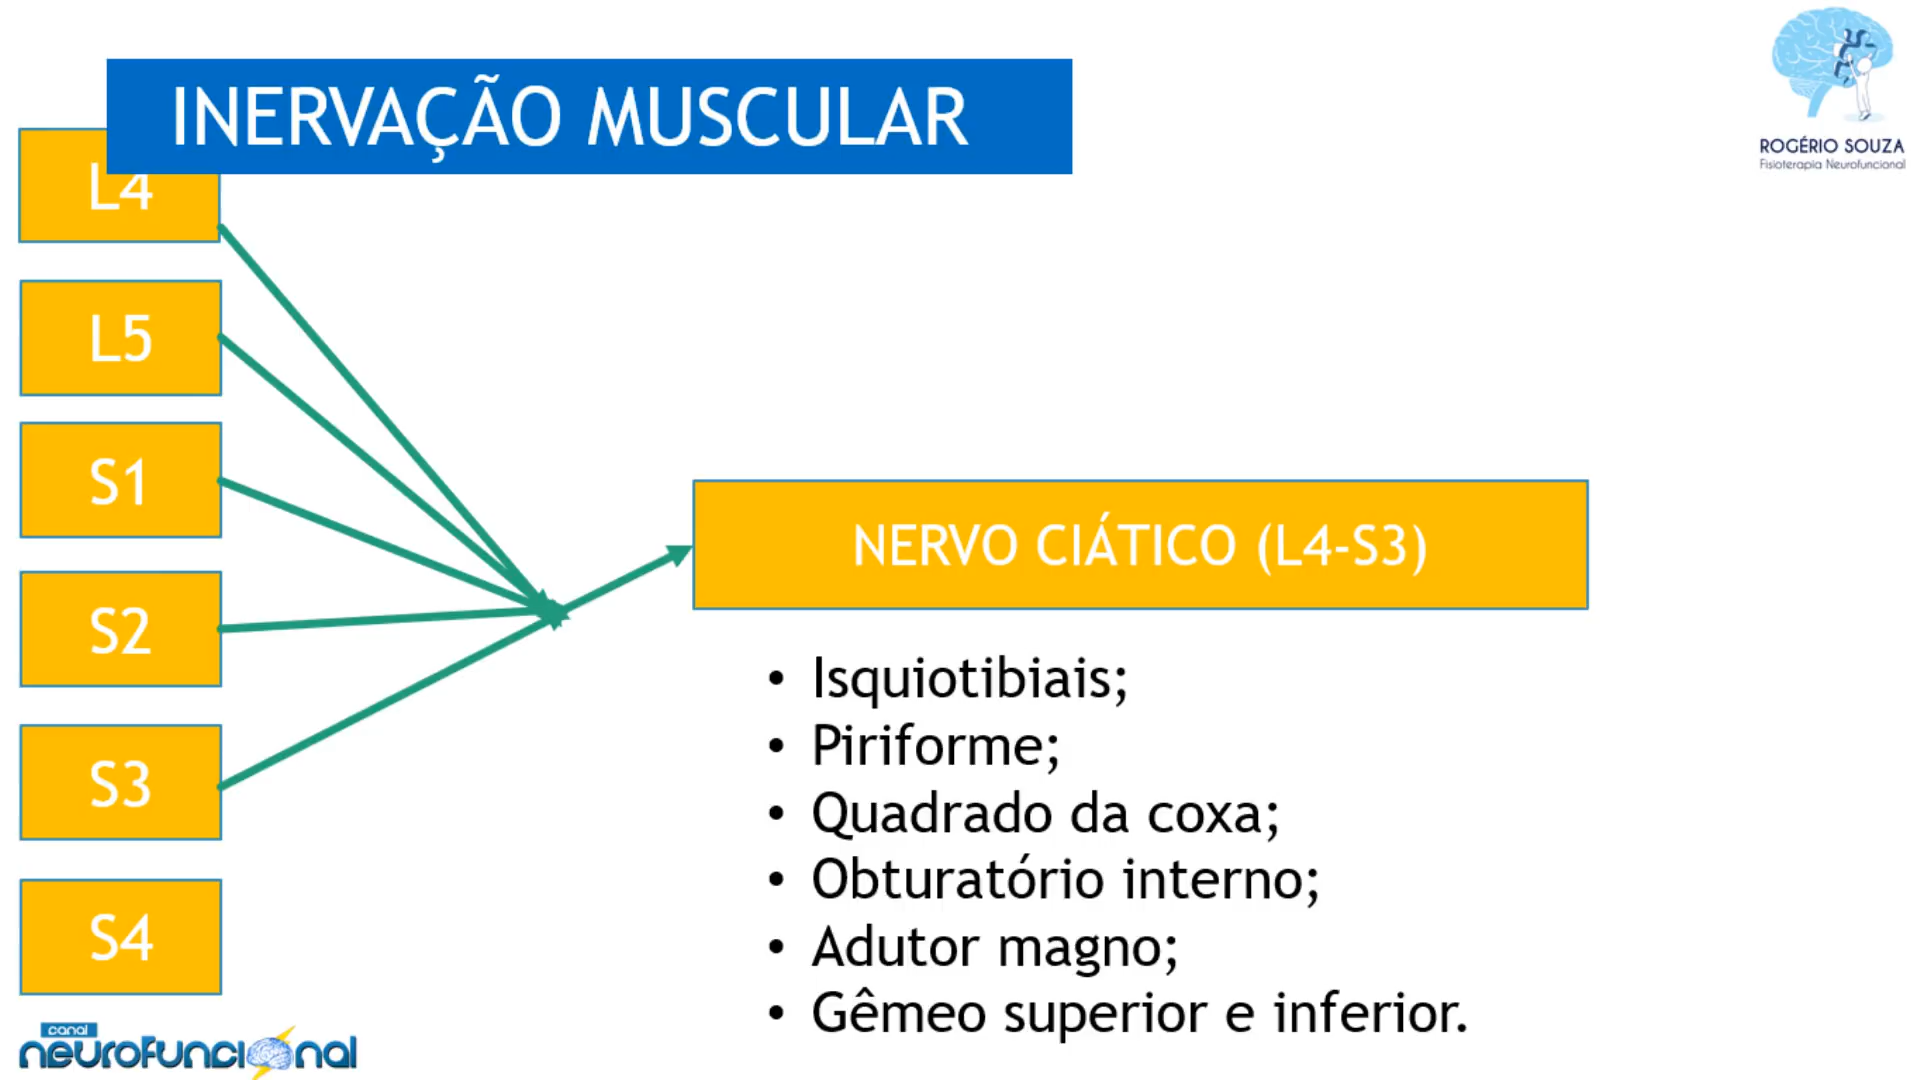 INERVAÇÃO MUSCULAR
ROGÉRIO SOUZA
Fisioterapia Neurofuncional
L4
L5
S1
S2
S3
S4
NERVO CIÁTICO (L4-S3)
• Isquiotibiais;
• Piriforme;
• Quadrado da coxa;
• Obturatório interno;
• Adutor magno;
• Gêmeo superior e inferior.
canal
neurofuncional